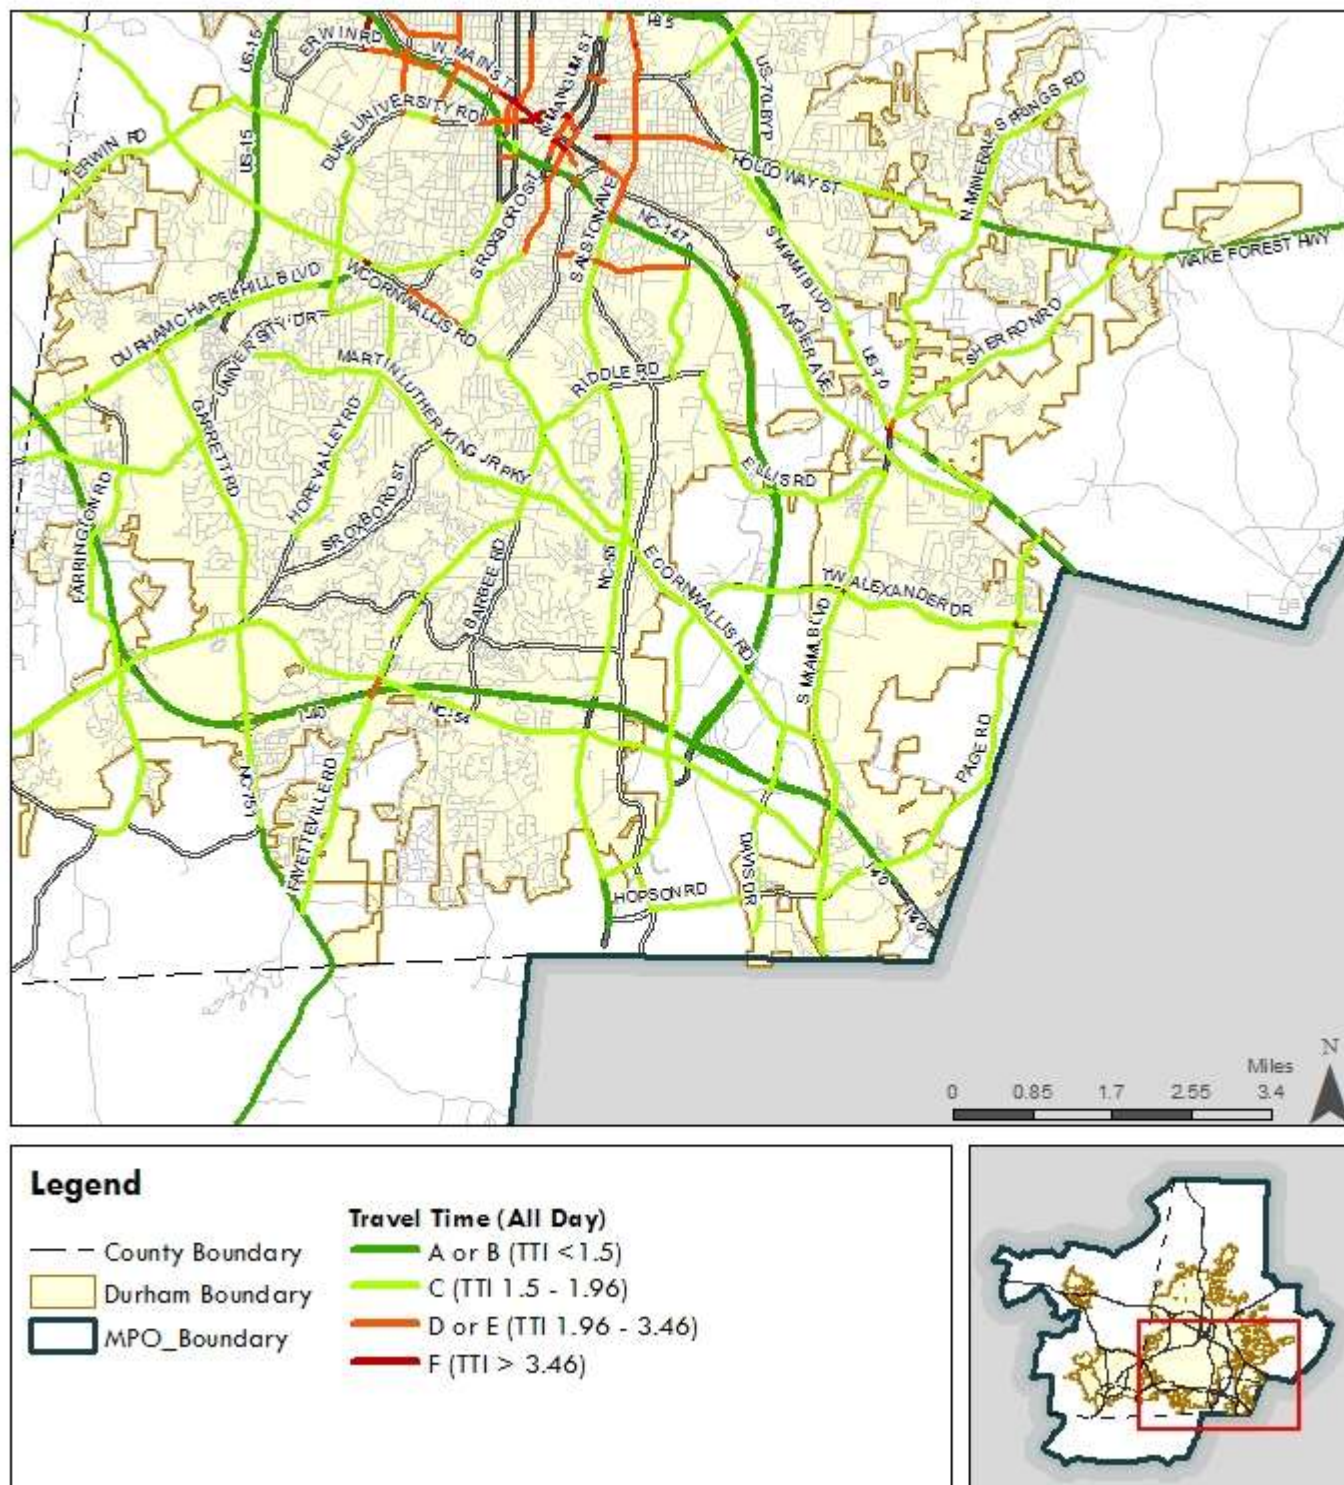 I-85
US-15
ERWIN RD
W MAIN ST
N MANGUM ST
US-70 BYP
N MINERAL SPRINGS RD
DUKE UNIVERSITY RD
ERWIN RD
US-15
HOLLOWAY ST
S ROXBORO ST
S ALSTON AVE
NC-147
S MIAMI BLVD
WAKE FOREST HWY
DURHAM CHAPEL HILL BLVD
W CORNWALLIS RD
UNIVERSITY DR
ANGIER AVE
US-70
SHERRON RD
MARTIN LUTHER KING JR PKY
RIDDLE RD
GARRETT RD
HOPE VALLEY RD
S ROXBORO ST
ELLIS RD
FARRINGTON RD
BARBEE RD
NC-55
E CORNWALLIS RD
TW ALEXANDER DR
S MIAMI BLVD
I-40
NC-54
PAGE RD
NC-751
FAYETTEVILLE RD
DAVIS DR
I-40
HOPSON RD
I-40
N
Miles
0 0.85 1.7 2.55 3.4
Legend
County Boundary
Durham Boundary
MPO_Boundary
Travel Time (All Day)
A or B (TTI <1.5)
C (TTI 1.5 - 1.96)
D or E (TTI 1.96 - 3.46)
F (TTI > 3.46)